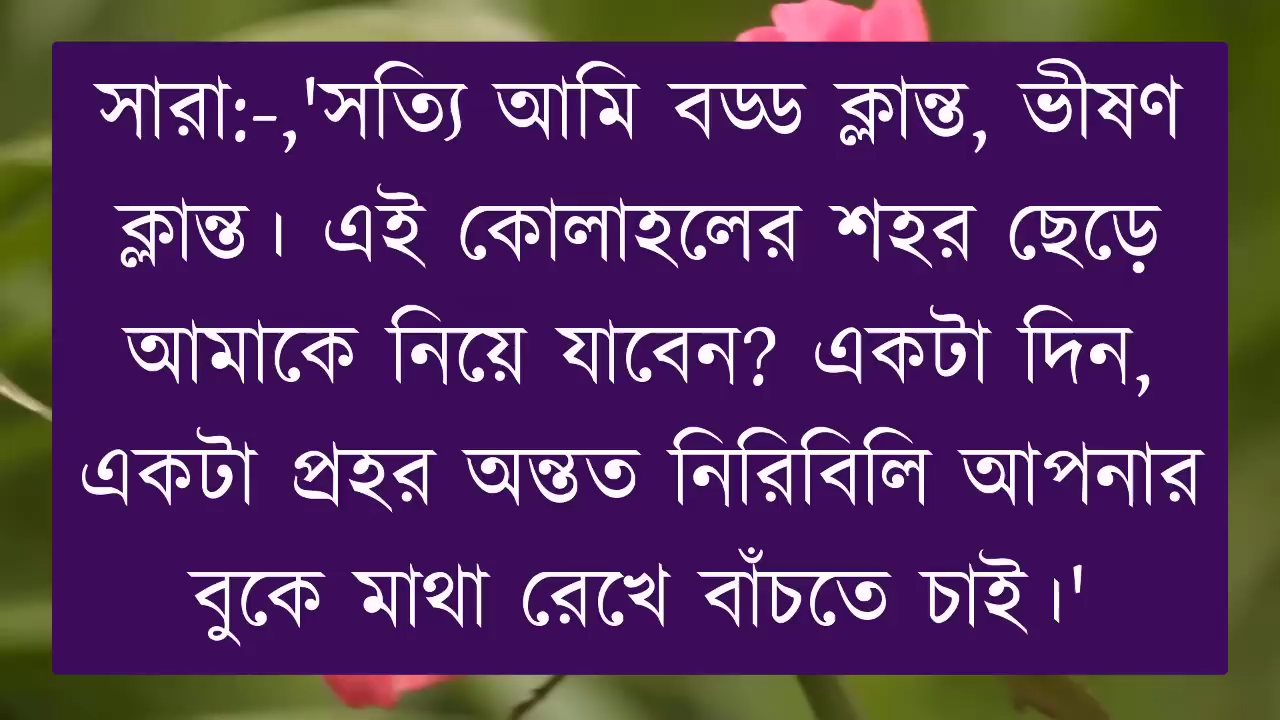 সারা:-,'সত্যি আমি বড্ড ক্লান্ত, ভীষণ
ক্লান্ত। এই কোলাহলের শহর ছেড়ে
আমাকে নিয়ে যাবেন? একটা দিন,
একটা প্রহর অন্তত নিরিবিলি আপনার
বুকে মাথা রেখে বাঁচতে চাই।'